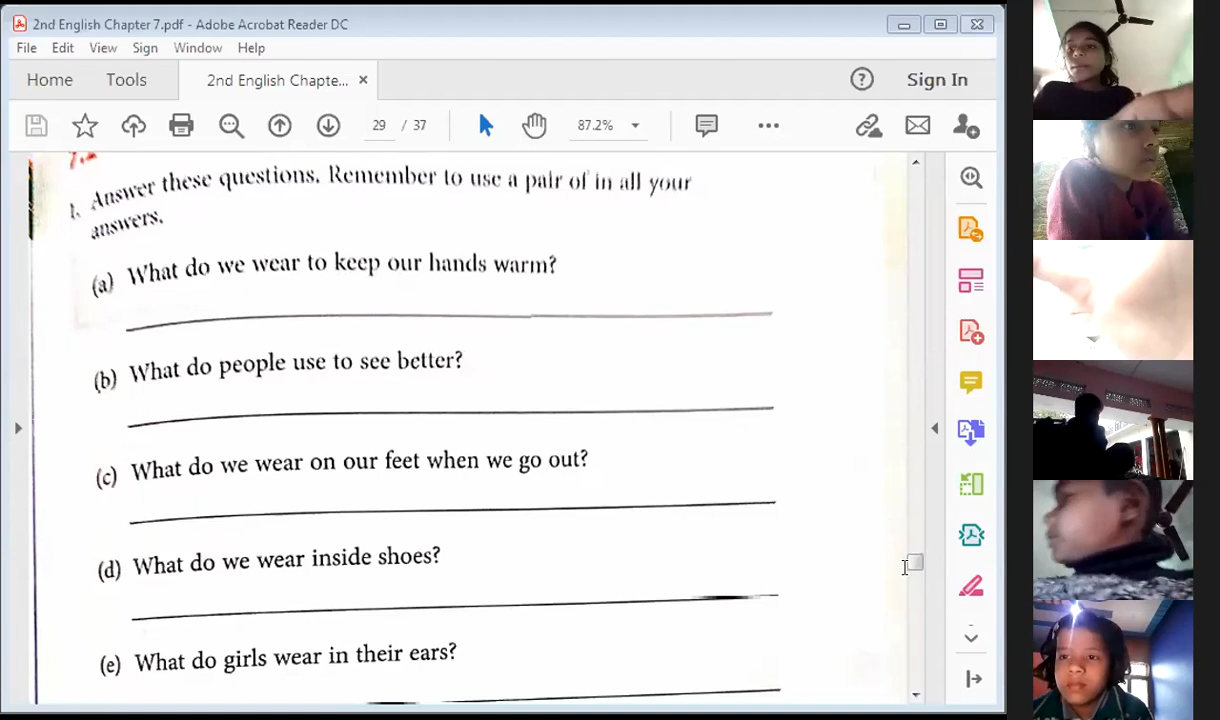 2nd English Chapter 7.pdf - Adobe Acrobat Reader DC
File Edit View Sign Window Help
Home Tools 2nd English Chapte... × Sign In
29 / 37 87.2%
7.2
1. Answer these questions. Remember to use a pair of in all your
answers.
(a) What do we wear to keep our hands warm?
(b) What do people use to see better?
(c) What do we wear on our feet when we go out?
(d) What do we wear inside shoes?
(e) What do girls wear in their ears?